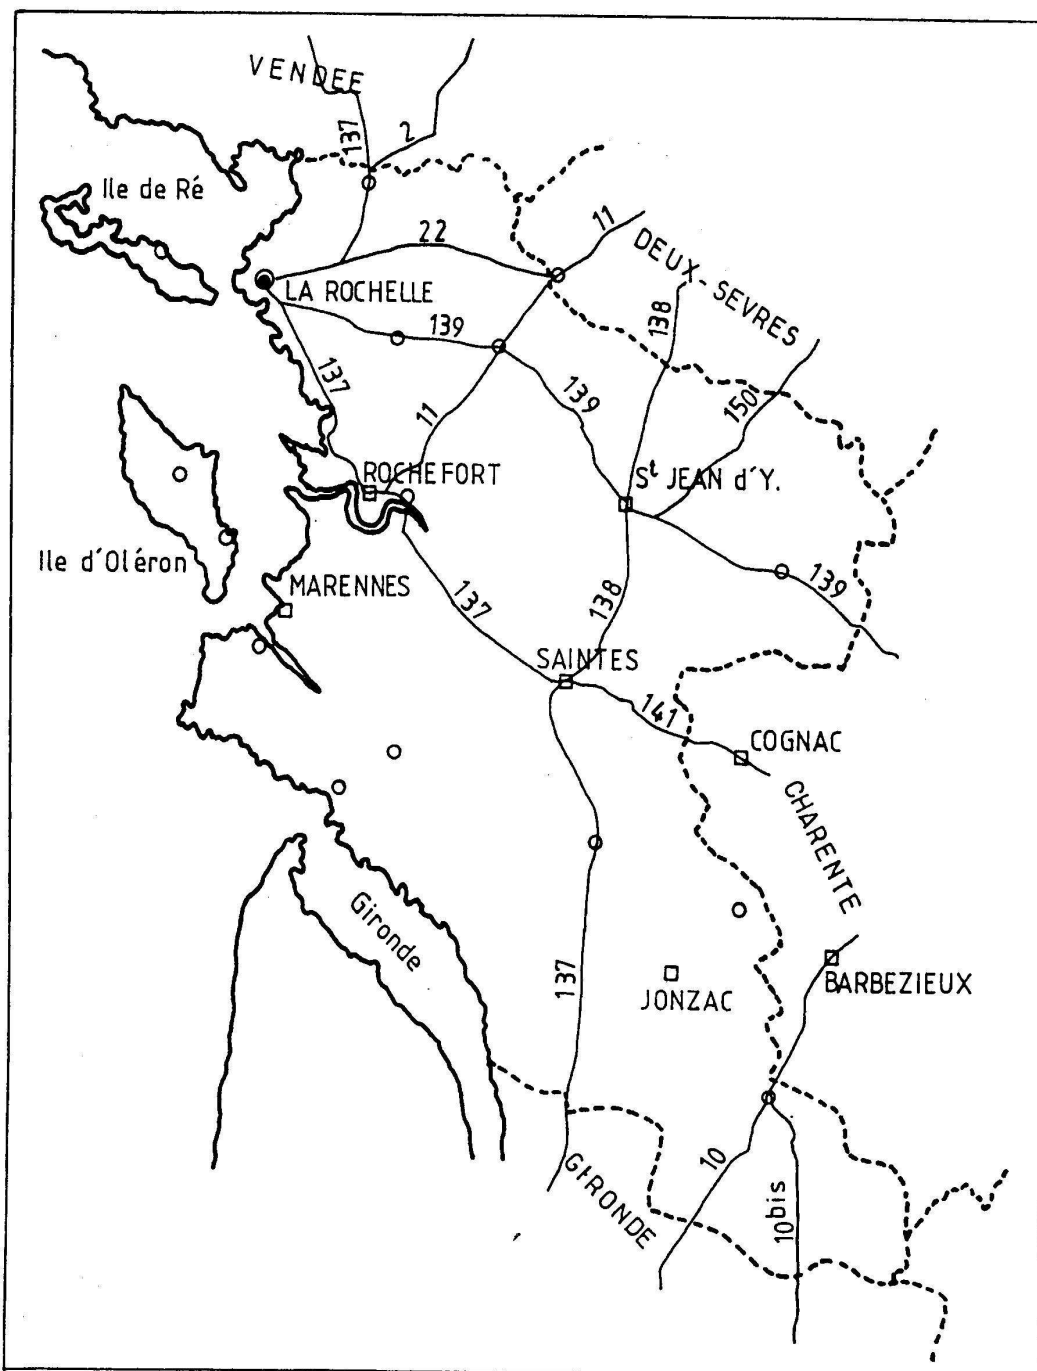 VENDEE
137
2
Ile de Ré
22
11
DEUX-SEVRES
LA ROCHELLE
139
138
137
139
150
11
ROCHEFORT
St JEAN d'Y.
Ile d'Oléron
MARENNES
137
138
139
SAINTES
141
COGNAC
CHARENTE
Gironde
137
JONZAC
BARBEZIEUX
10
GIRONDE
10bis